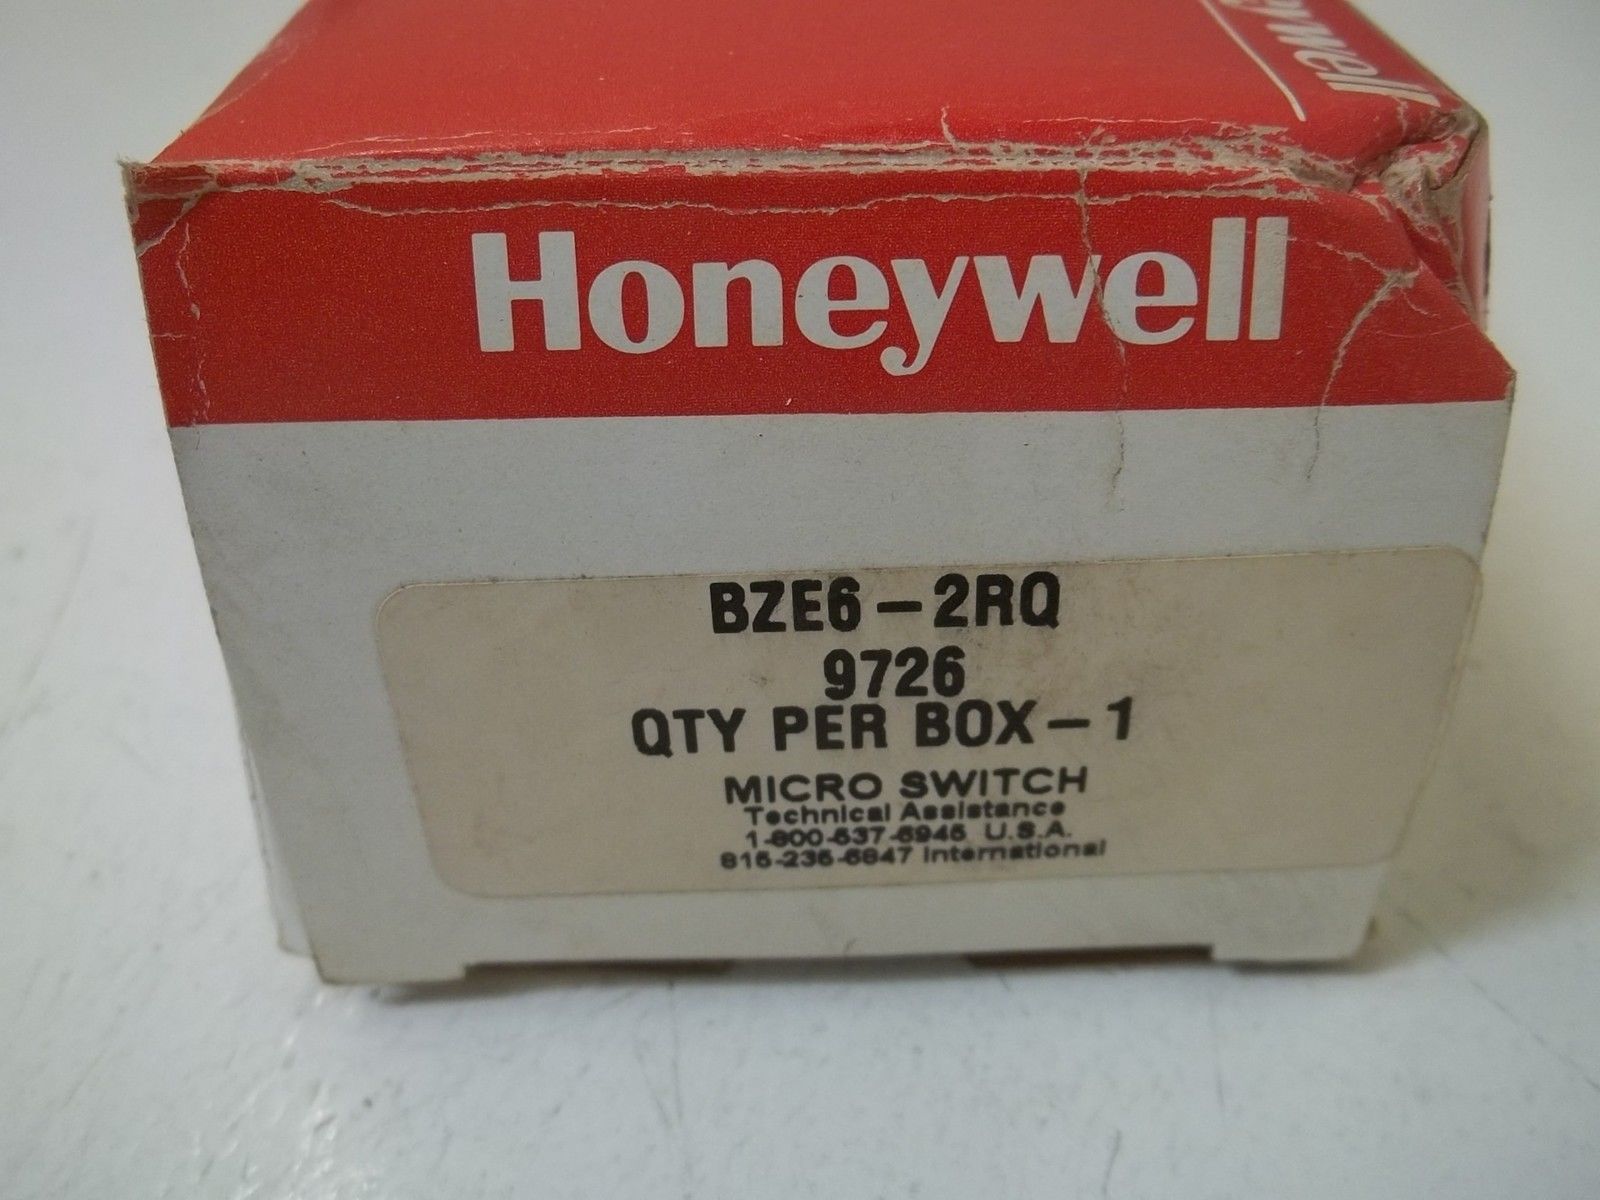 Honeywell
Honeywell
BZE6-2RQ
9726
QTY PER BOX-1
MICRO SWITCH
Technical Assistance
1-800-537-6945 U.S.A.
815-235-6847 International